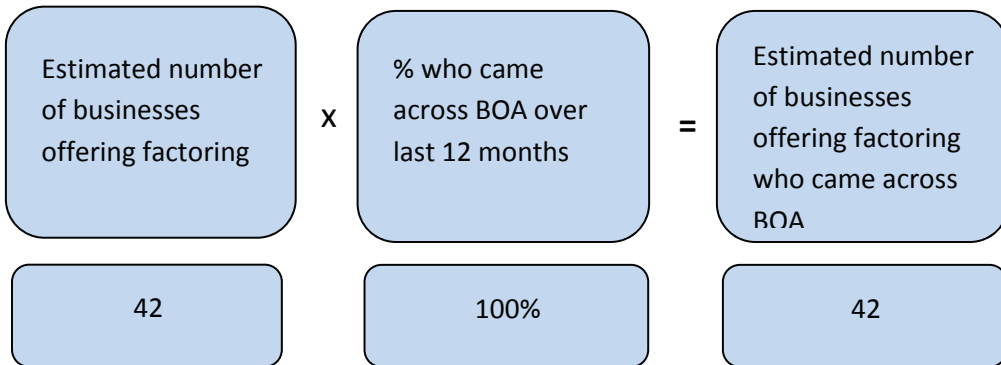 Estimated number
of businesses
offering factoring
x
% who came
across BOA over
last 12 months
=
Estimated number
of businesses
offering factoring
who came across
BOA
42
100%
42